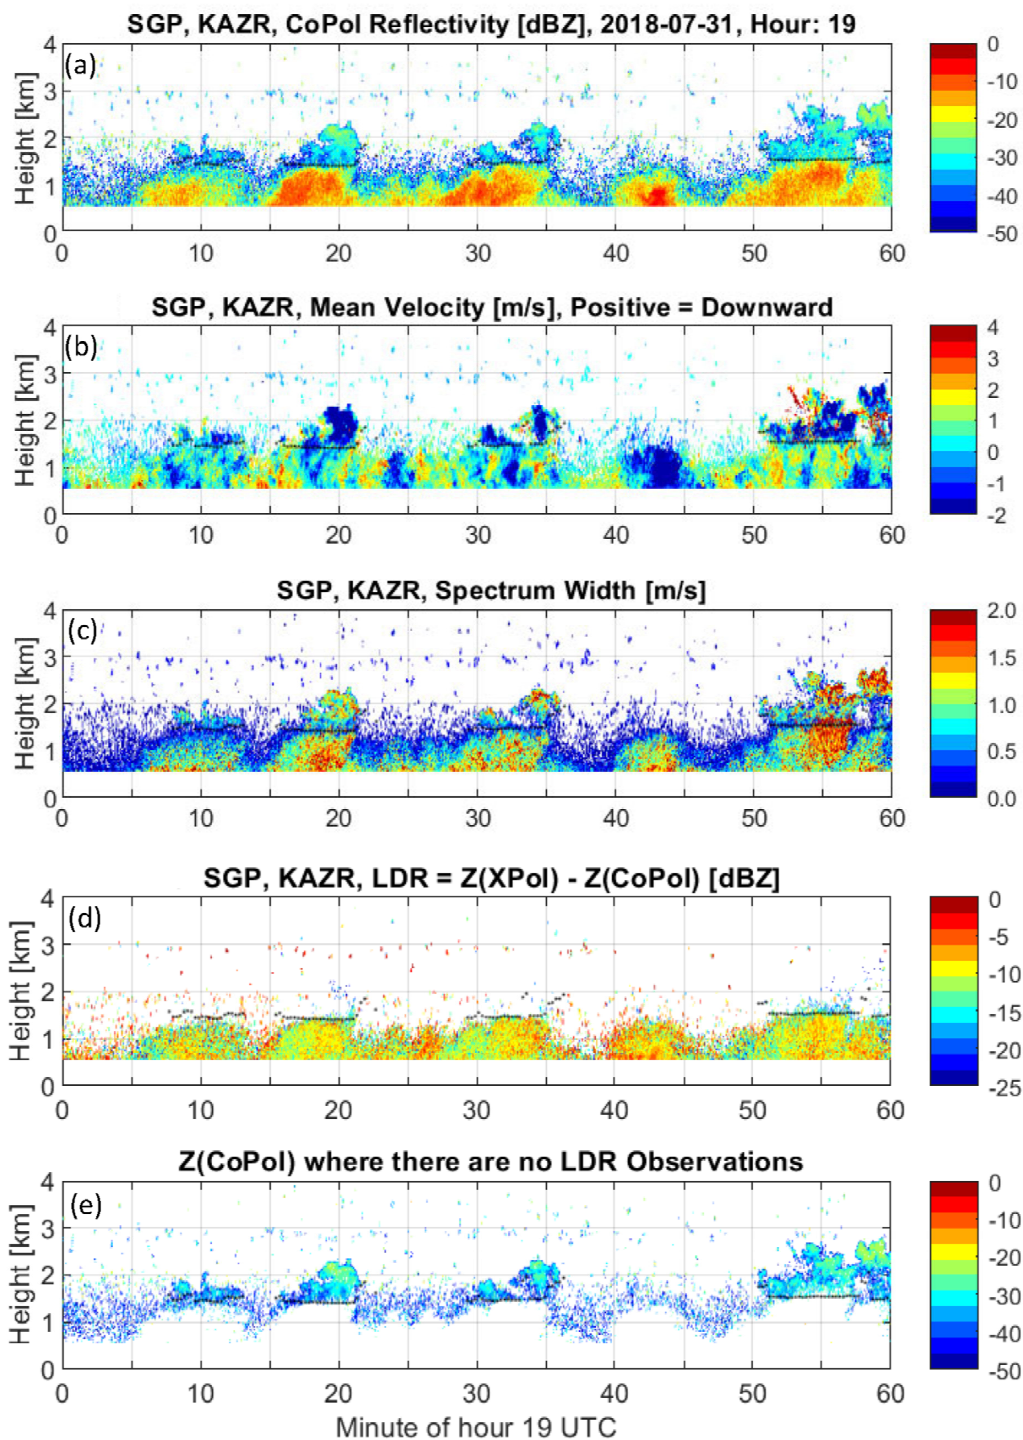 SGP, KAZR, CoPol Reflectivity [dBZ], 2018-07-31, Hour: 19
(a)
Height [km]
4
3
2
1
0
0 10 20 30 40 50 60
0
-10
-20
-30
-40
-50
SGP, KAZR, Mean Velocity [m/s], Positive = Downward
(b)
Height [km]
4
3
2
1
0
0 10 20 30 40 50 60
4
3
2
1
0
-1
-2
SGP, KAZR, Spectrum Width [m/s]
(c)
Height [km]
4
3
2
1
0
0 10 20 30 40 50 60
2.0
1.5
1.0
0.5
0.0
SGP, KAZR, LDR = Z(XPol) - Z(CoPol) [dBZ]
(d)
Height [km]
4
3
2
1
0
0 10 20 30 40 50 60
0
-5
-10
-15
-20
-25
Z(CoPol) where there are no LDR Observations
(e)
Height [km]
4
3
2
1
0
0 10 20 30 40 50 60
0
-10
-20
-30
-40
-50
Minute of hour 19 UTC